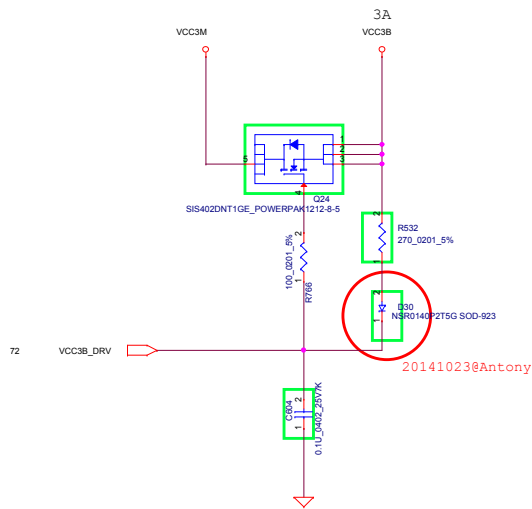 3A
VCC3M
VCC3B
1
2
3
5
4
Q24
SIS402DNT1GE_POWERPAK1212-8-5
2
R532
270_0201_5%
1
2
100_0201_5%
1
R766
2
D30
NSR0140P2T5G SOD-923
1
72
VCC3B_DRV
20141023@Antony
2
C604
1
0.1U_0402_25V7K